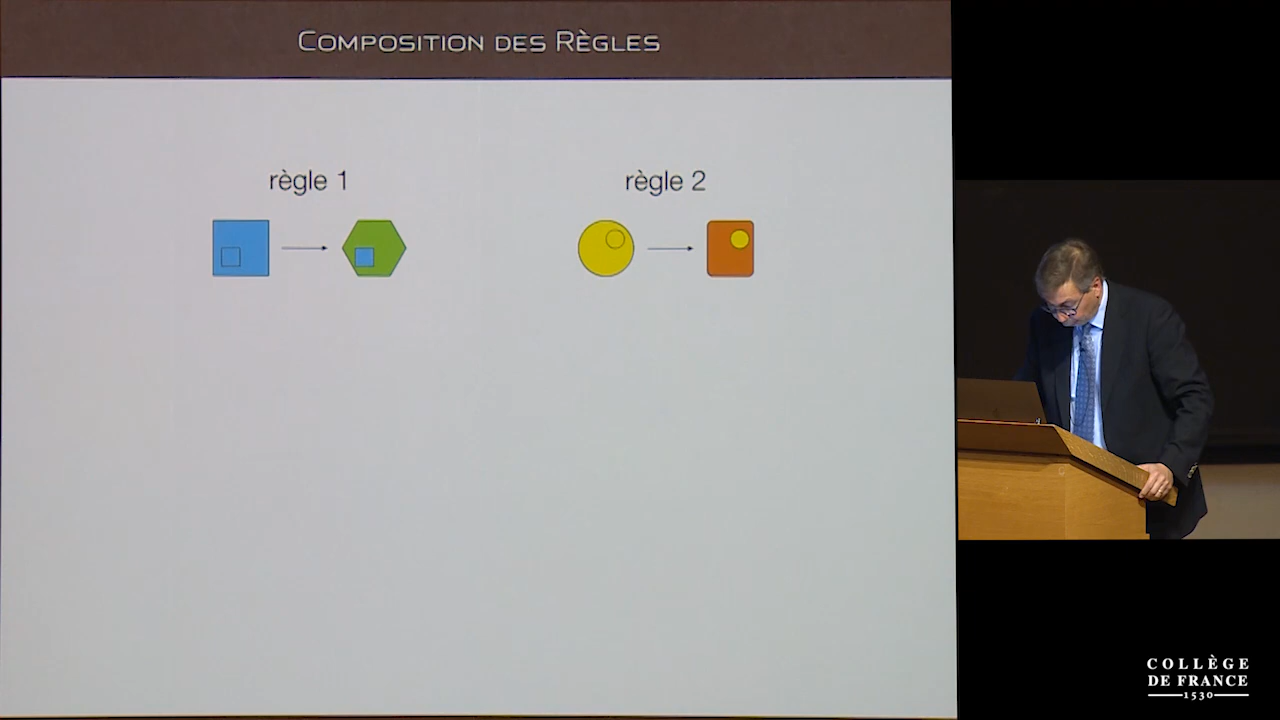 COMPOSITION DES RÈGLES
règle 1
règle 2
COLLÈGE
DE FRANCE
1530